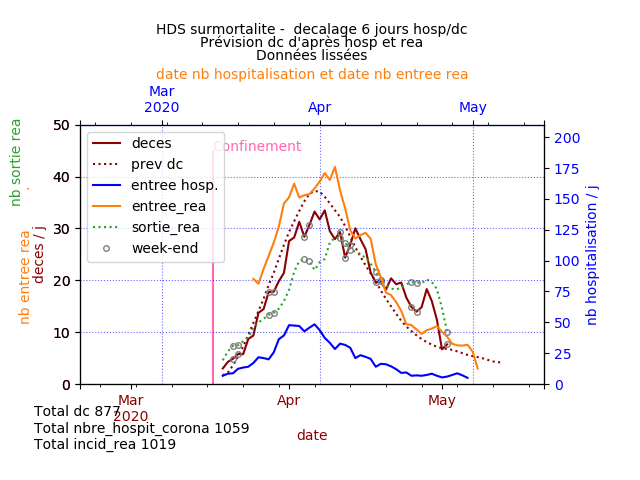 HDS surmortalite -  decalage 6 jours hosp/dc
Prévision dc d'après hosp et rea
Données lissées
date nb hospitalisation et date nb entree rea
Mar
2020
Apr
May
50
40
30
20
10
0
200
175
150
125
100
75
50
25
0
nb sortie rea
nb entree rea
deces / j
nb hospitalisation / j
Confinement
deces
prev dc
entree hosp.
entree_rea
sortie_rea
week-end
Mar
2020
Apr
May
date
Total dc 877
Total nbre_hospit_corona 1059
Total incid_rea 1019